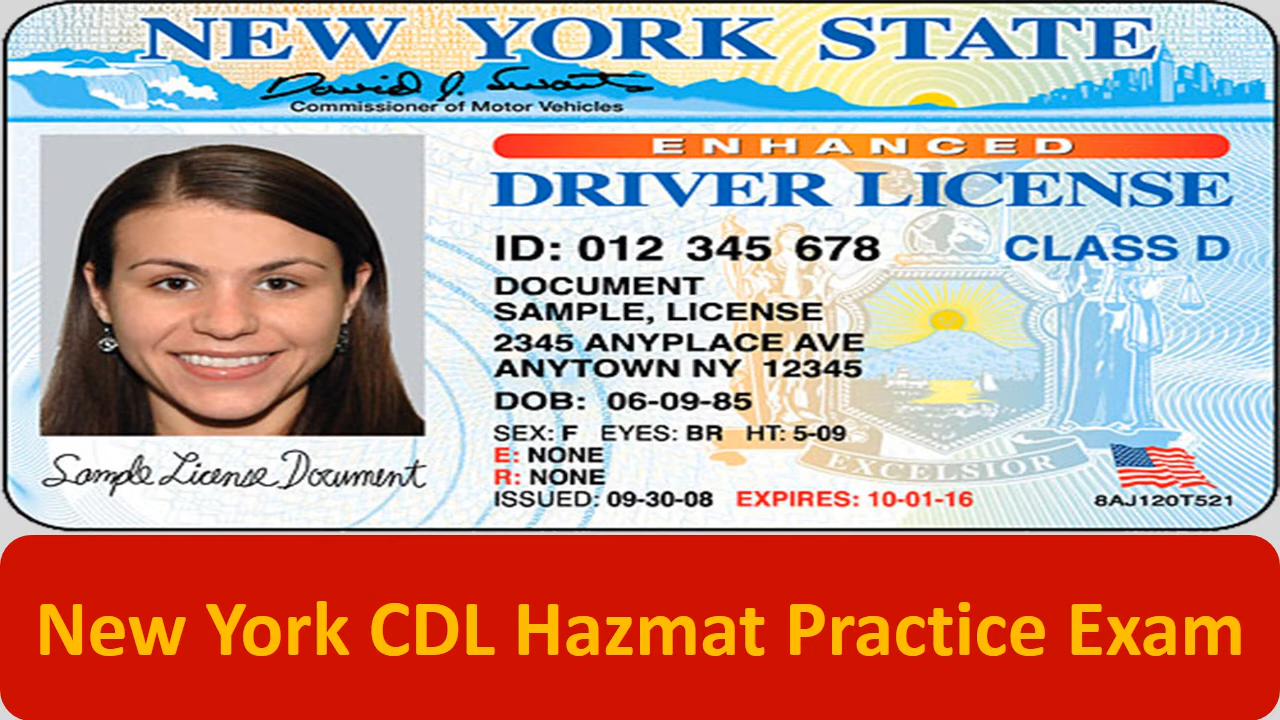 NEW YORK STATE
David J. Swarts
Commissioner of Motor Vehicles
ENHANCED
DRIVER LICENSE
ID: 012 345 678 CLASS D
DOCUMENT
SAMPLE, LICENSE
2345 ANYPLACE AVE
ANYTOWN NY 12345
DOB: 06-09-85
SEX: F EYES: BR HT: 5-09
E: NONE
R: NONE
ISSUED: 09-30-08 EXPIRES: 10-01-16
EXCELSIOR
8AJ120T521
Sample License Document
New York CDL Hazmat Practice Exam